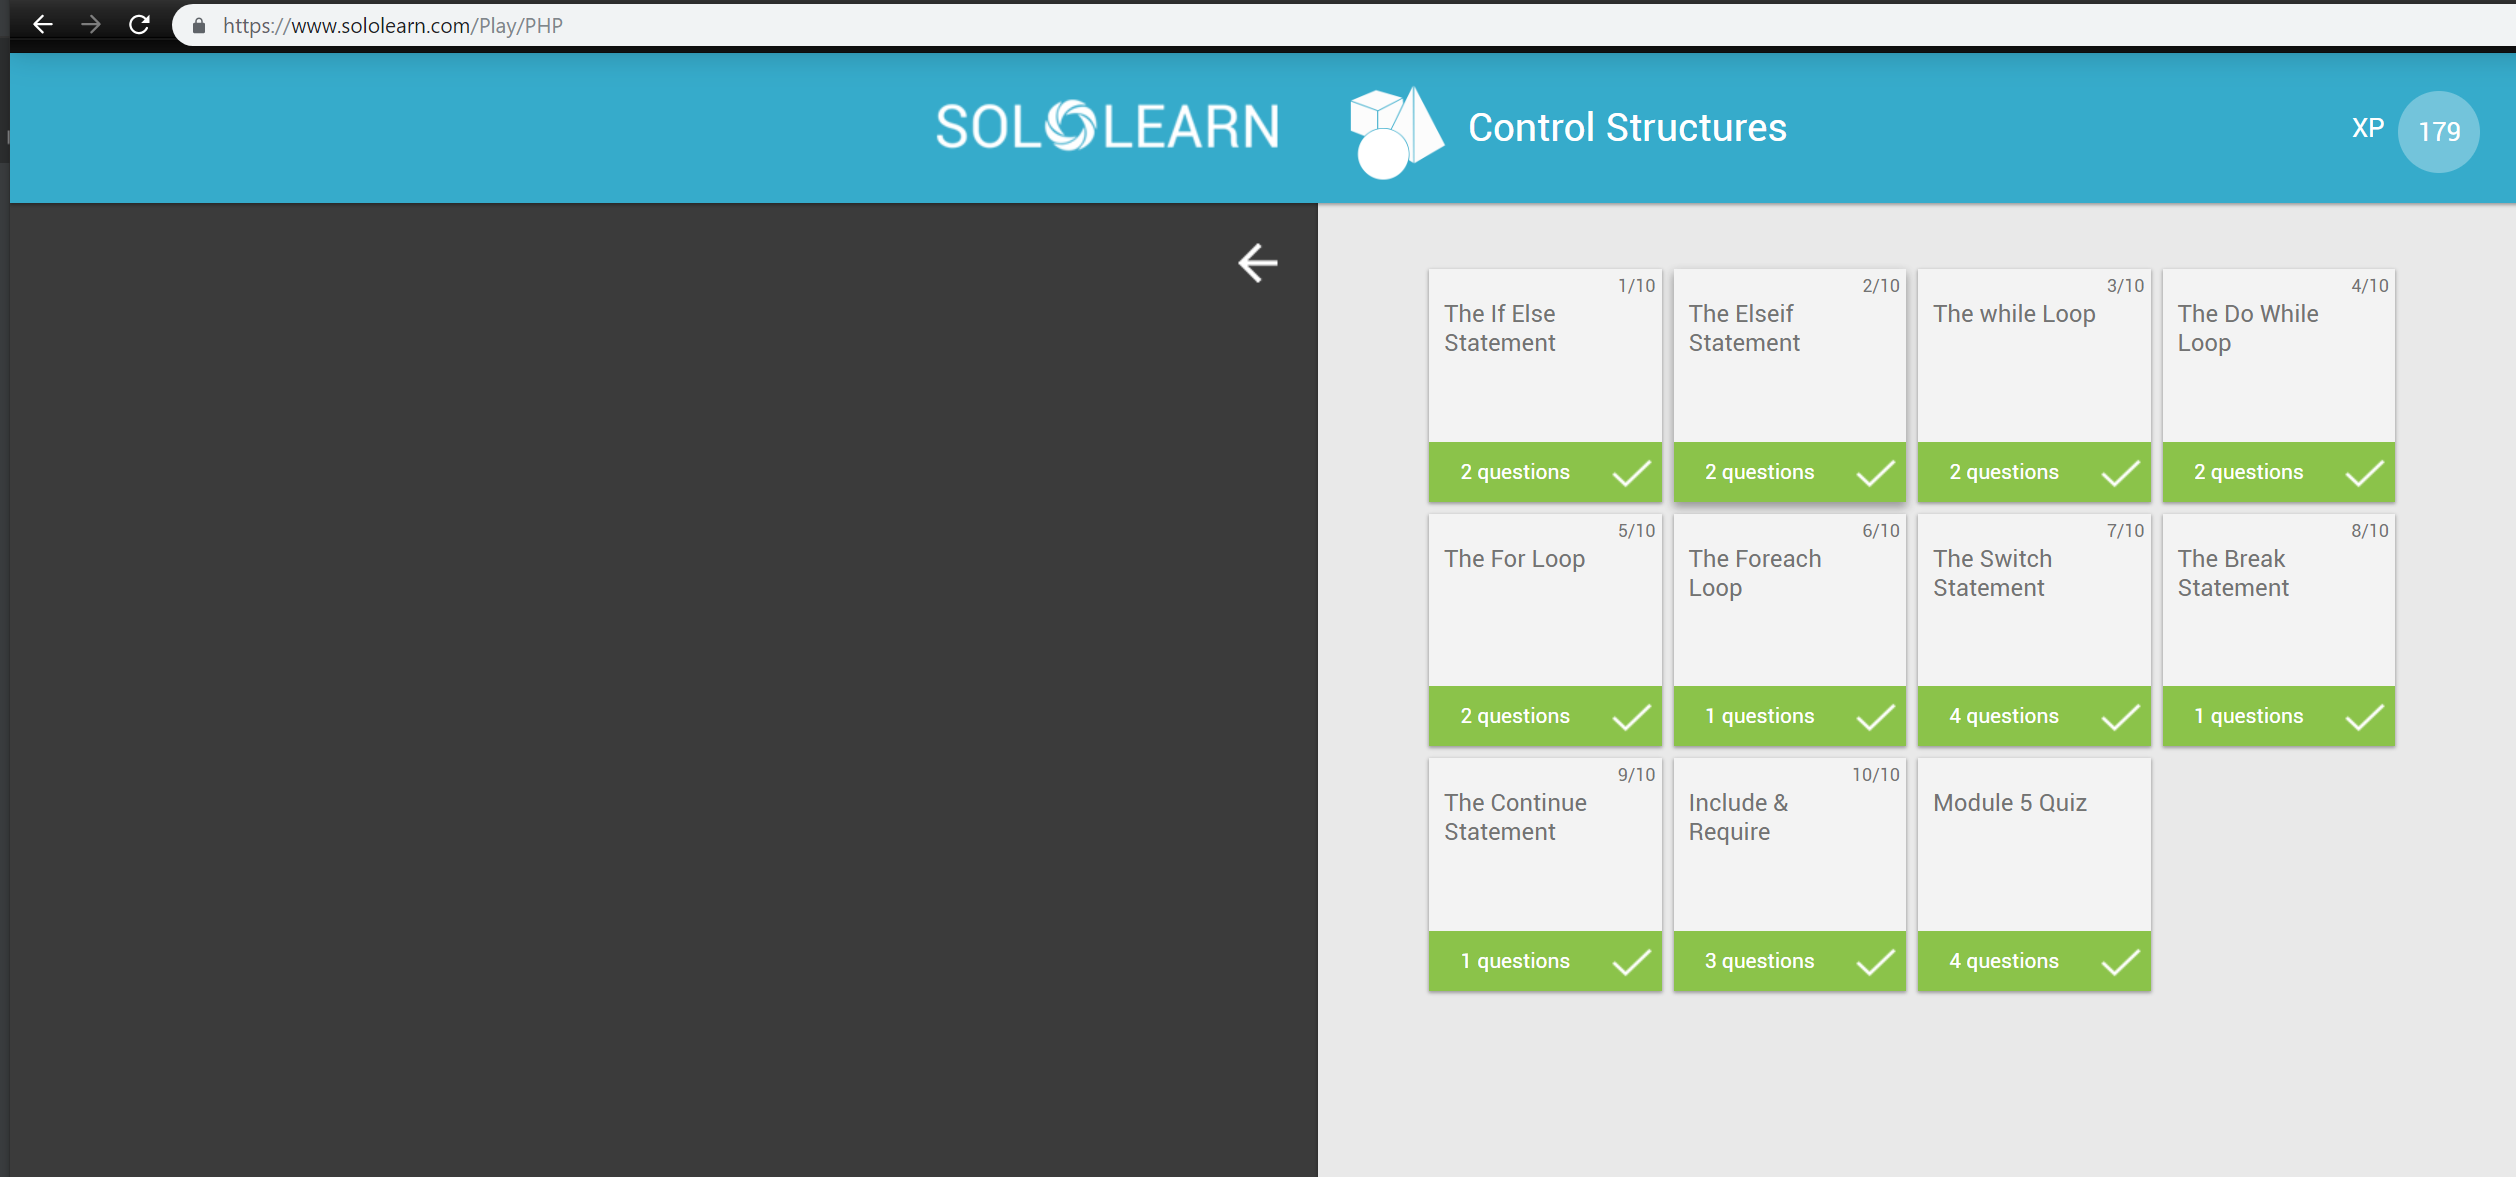 https://www.sololearn.com/Play/PHP
SOLOLEARN
Control Structures
XP 179
1/10
The If Else
Statement
2 questions
2/10
The Elseif
Statement
2 questions
3/10
The while Loop
2 questions
4/10
The Do While
Loop
2 questions
5/10
The For Loop
2 questions
6/10
The Foreach
Loop
1 questions
7/10
The Switch
Statement
4 questions
8/10
The Break
Statement
1 questions
9/10
The Continue
Statement
1 questions
10/10
Include &
Require
3 questions
Module 5 Quiz
4 questions